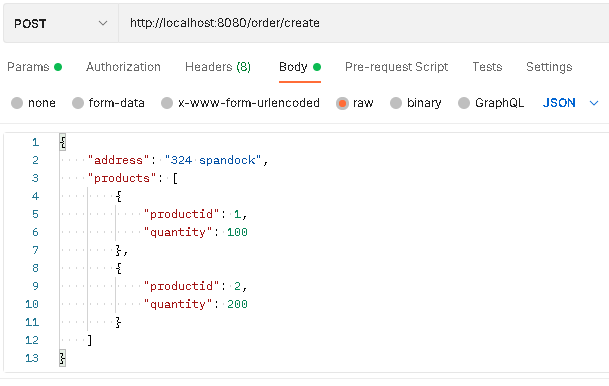 POST http://localhost:8080/order/create
Params Authorization Headers (8) Body Pre-request Script Tests Settings
none form-data x-www-form-urlencoded raw binary GraphQL JSON
1 {
2 "address": "324 spandock",
3 "products": [
4 {
5 "productid": 1,
6 "quantity": 100
7 },
8 {
9 "productid": 2,
10 "quantity": 200
11 }
12 ]
13 }